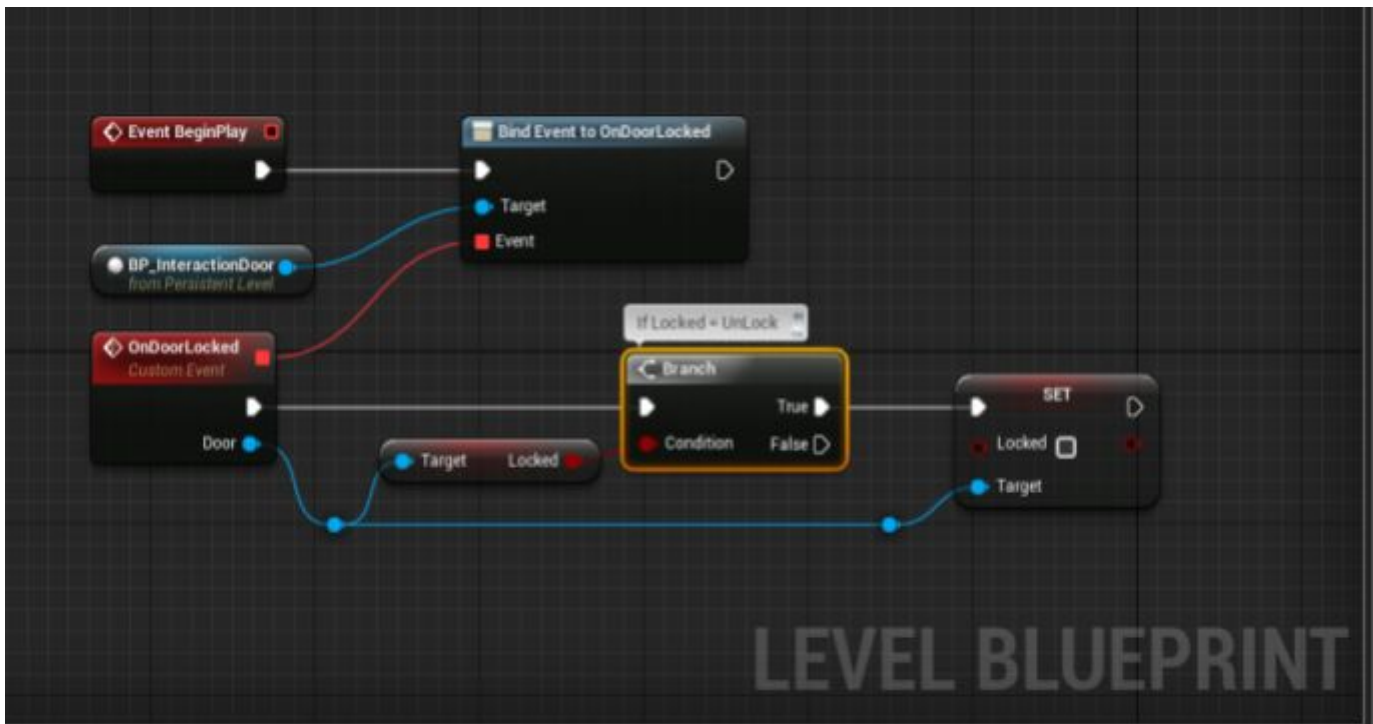 Event BeginPlay
Bind Event to OnDoorLocked
Target
Event
BP_InteractionDoor
from Persistent Level
OnDoorLocked
Custom Event
Door
Target
Locked
If Locked = UnLock
Branch
True
Condition
False
SET
Locked
Target
LEVEL BLUEPRINT